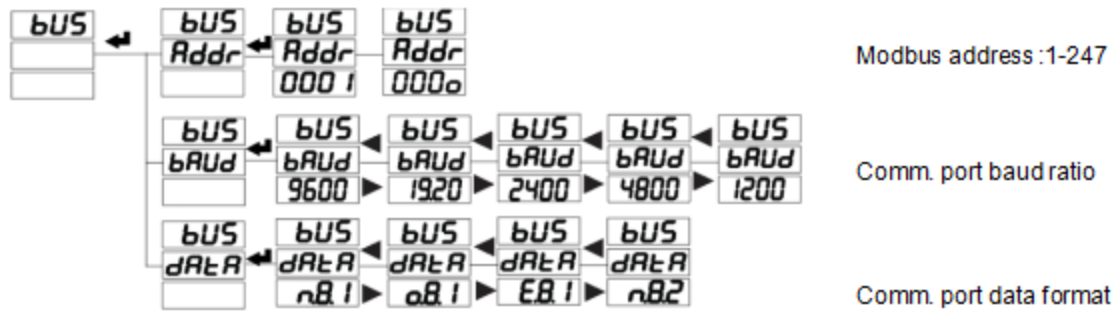 bUS bUS bUS bUS
Addr Addr Addr
Modbus address :1-247
0001 000o
bUS bUS bUS bUS bUS bUS
bAUd bAUd bAUd bAUd bAUd bAUd
Comm. port baud ratio
9600 19.20 2400 4800 1200
bUS bUS bUS bUS bUS
dAtA dAtA dAtA dAtA dAtA
n.8.1 o.8.1 E.8.1 n.8.2
Comm. port data format